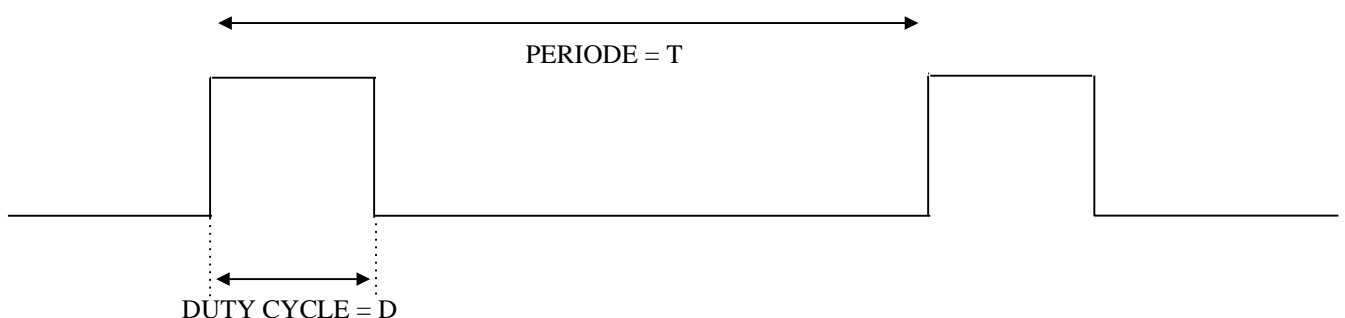 PERIODE = T
DUTY CYCLE = D